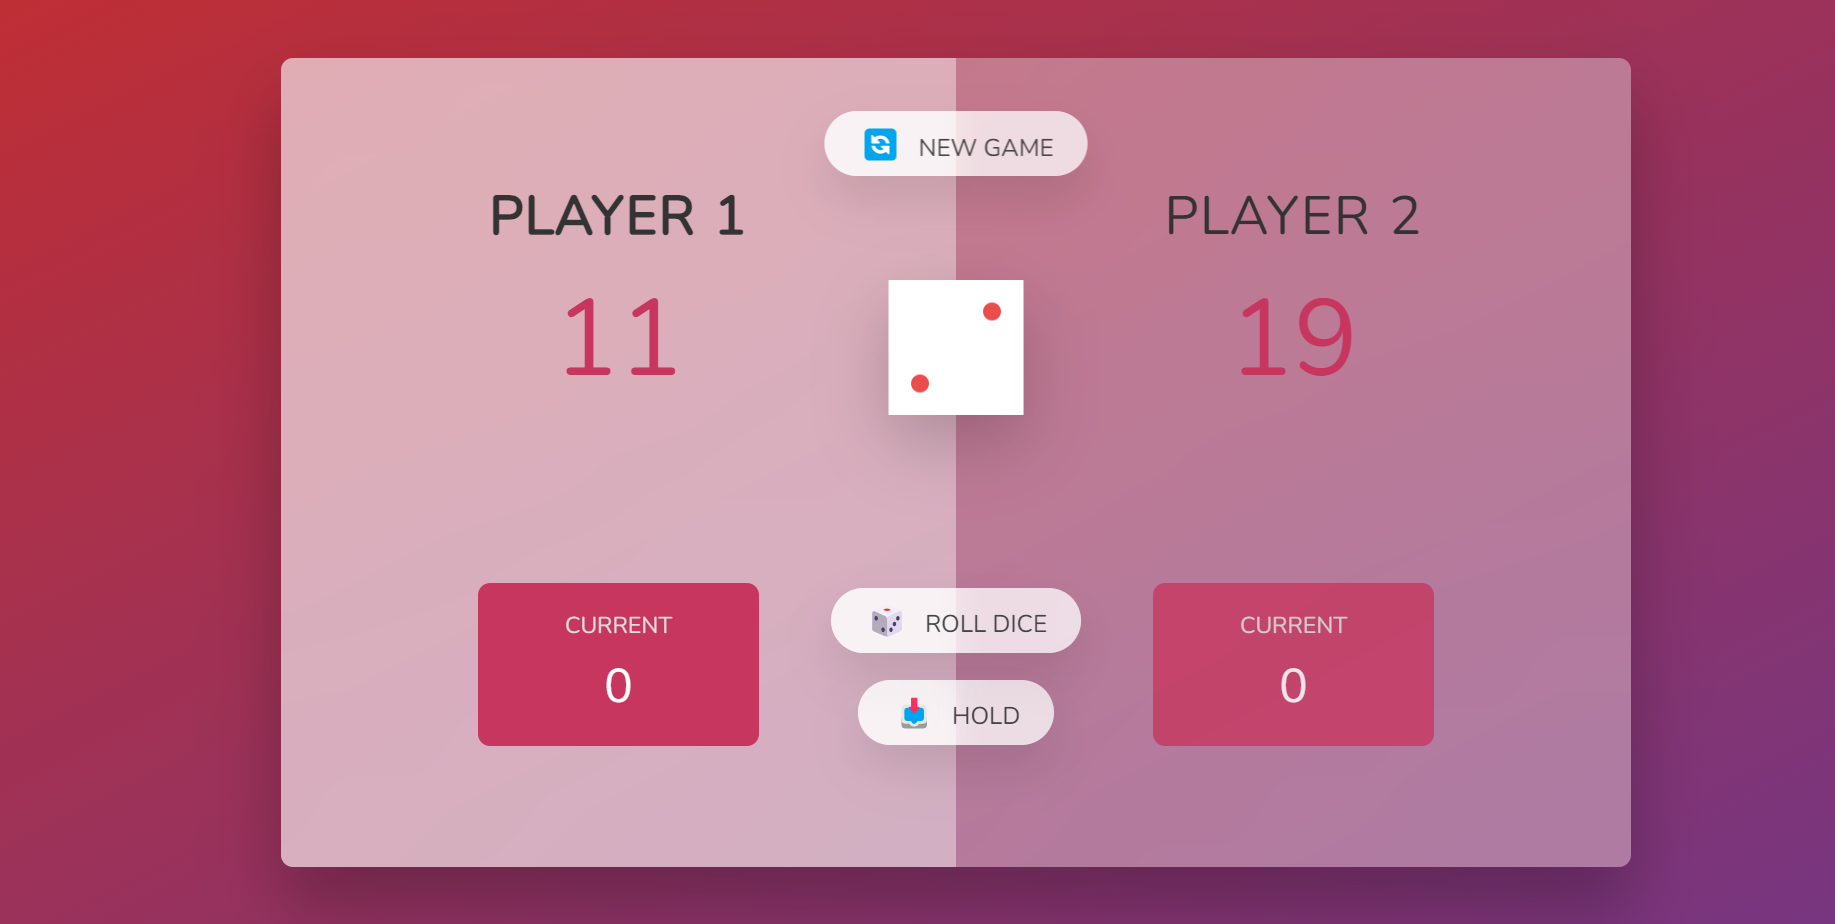 NEW GAME
PLAYER 1
11
PLAYER 2
19
CURRENT
0
ROLL DICE
HOLD
CURRENT
0